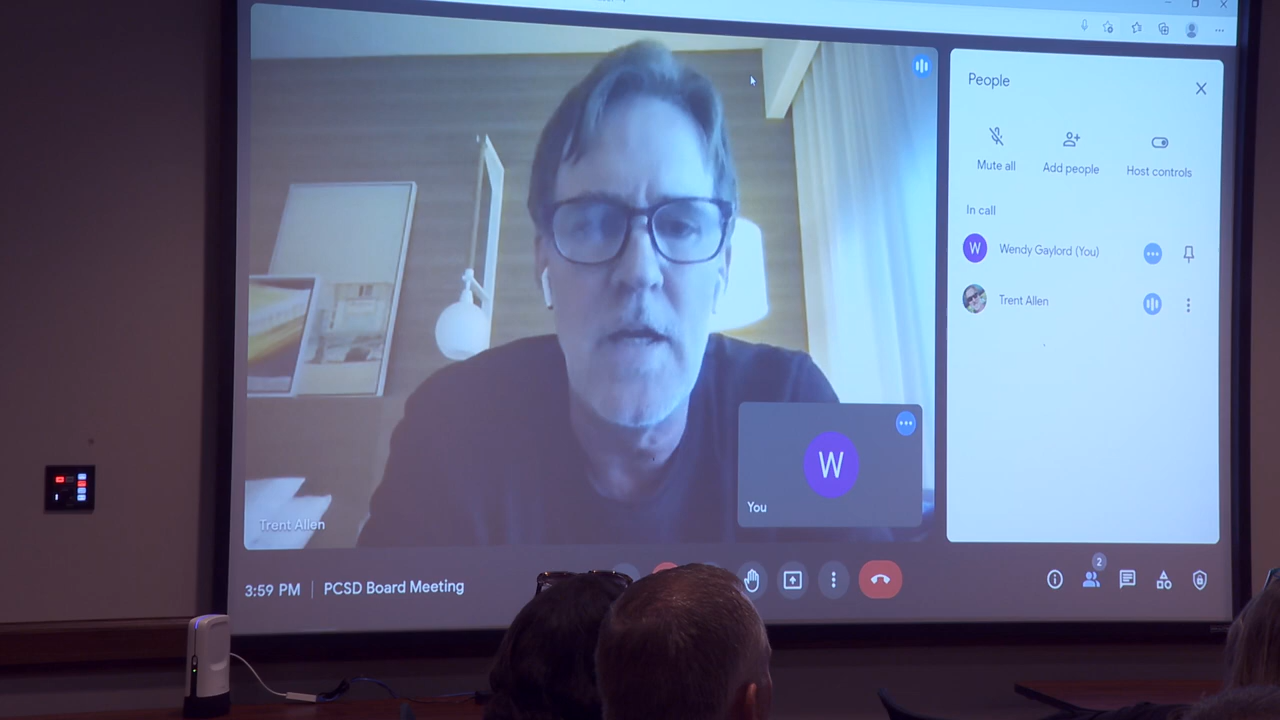 People
Mute all
Add people
Host controls
In call
W
Wendy Gaylord (You)
Trent Allen
W
You
Trent Allen
2
3:59 PM | PCSD Board Meeting